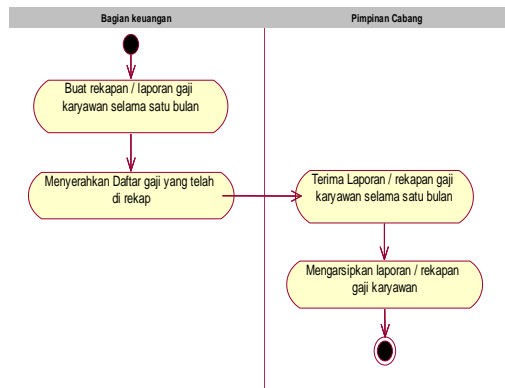 Bagian keuangan
Pimpinan Cabang
Buat rekapan / laporan gaji
karyawan selama satu bulan
Menyerahkan Daftar gaji yang telah
di rekap
Terima Laporan / rekapan gaji
karyawan selama satu bulan
Mengarsipkan laporan / rekapan
gaji karyawan